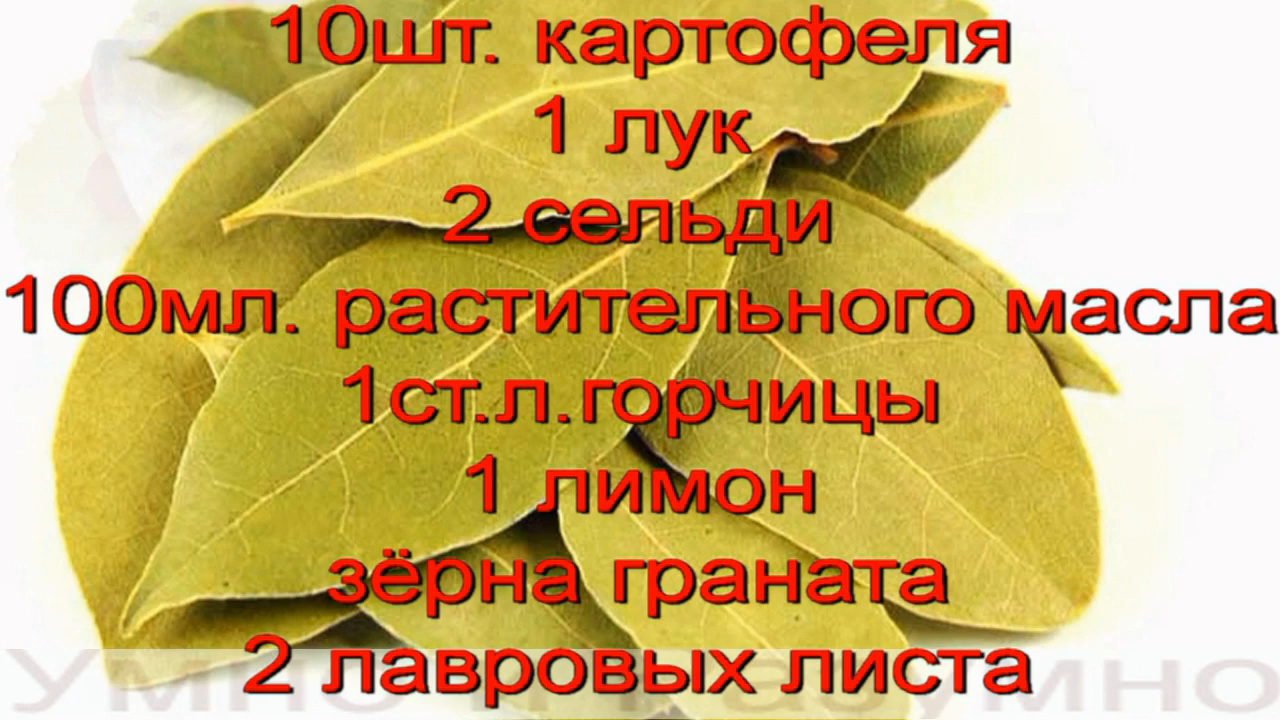 10шт. картофеля
1 лук
2 сельди
100мл. растительного масла
1ст.л.горчицы
1 лимон
зёрна граната
2 лавровых листа